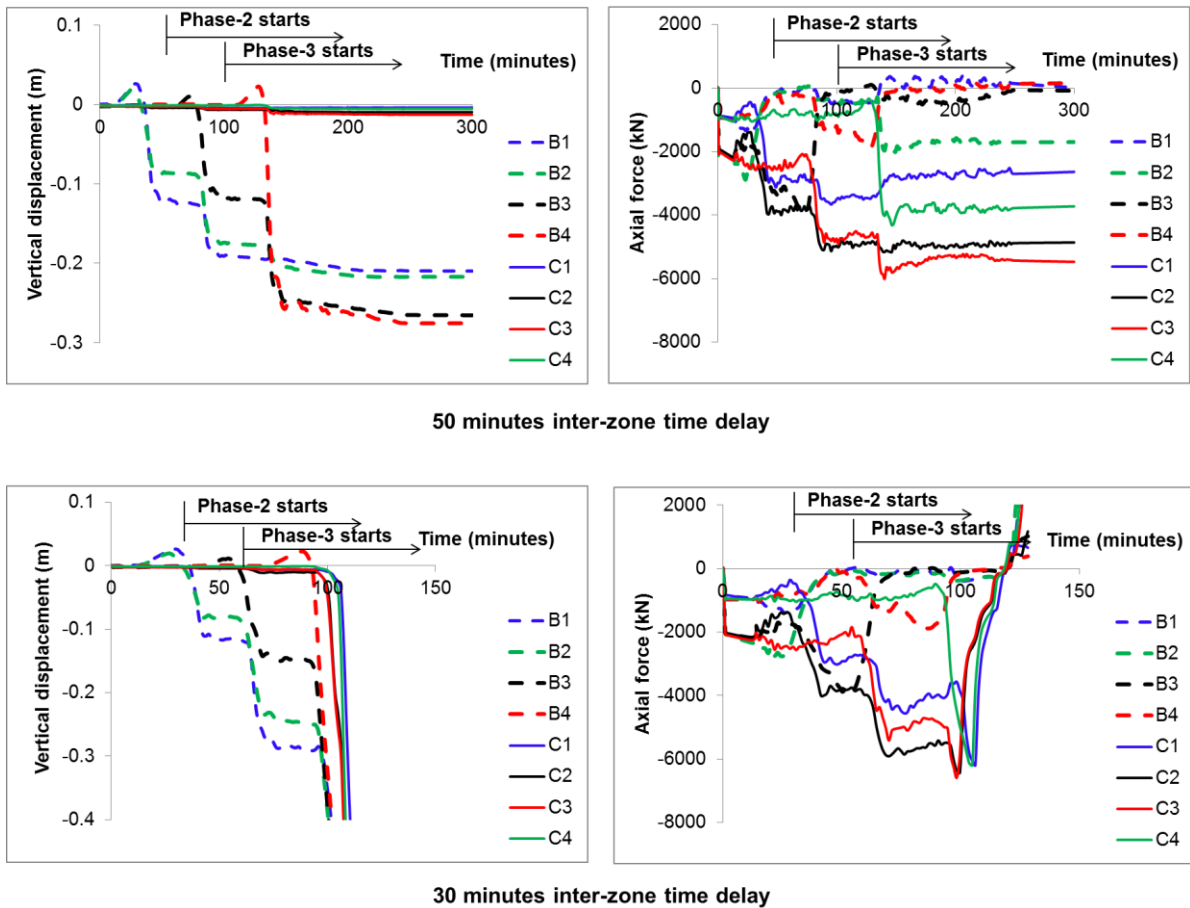 0.1
Phase-2 starts
Phase-3 starts
Time (minutes)
0
0
100
200
300
-0.1
-0.2
-0.3
Vertical displacement (m)
B1
B2
B3
B4
C1
C2
C3
C4
2000
Phase-2 starts
Phase-3 starts
Time (minutes)
0
0
100
200
300
-2000
-4000
-6000
-8000
Axial force (kN)
B1
B2
B3
B4
C1
C2
C3
C4
50 minutes inter-zone time delay
0.1
Phase-2 starts
Phase-3 starts
Time (minutes)
0
0
50
100
150
-0.1
-0.2
-0.3
-0.4
Vertical displacement (m)
B1
B2
B3
B4
C1
C2
C3
C4
2000
Phase-2 starts
Phase-3 starts
Time (minutes)
0
0
50
100
150
-2000
-4000
-6000
-8000
Axial force (kN)
B1
B2
B3
B4
C1
C2
C3
C4
30 minutes inter-zone time delay